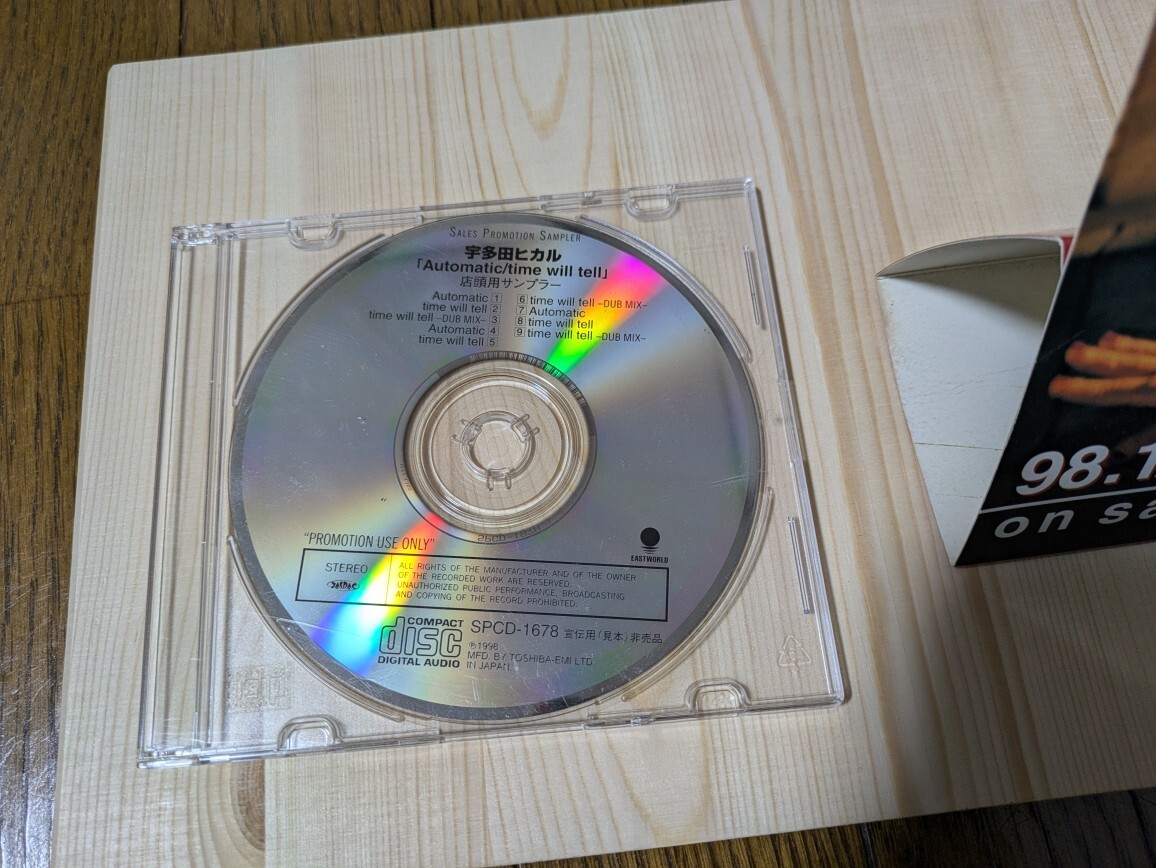 SALES PROMOTION SAMPLER
宇多田ヒカル
「Automatic/time will tell」
店頭用サンプラー
Automatic 1
time will tell 2
time will tell -DUB MIX- 3
Automatic 4
time will tell 5
6 time will tell -DUB MIX-
7 Automatic
8 time will tell
9 time will tell -DUB MIX-
"PROMOTION USE ONLY"
EASTWORLD
STEREO
JASRAC
ALL RIGHTS OF THE MANUFACTURER AND OF THE OWNER
OF THE RECORDED WORK ARE RESERVED.
UNAUTHORIZED PUBLIC PERFORMANCE, BROADCASTING
AND COPYING OF THE RECORD PROHIBITED.
COMPACT
disc
DIGITAL AUDIO
SPCD-1678 宣伝用(見本)非売品
℗1998
MFD. BY TOSHIBA-EMI LTD
IN JAPAN.
98.1
on sa